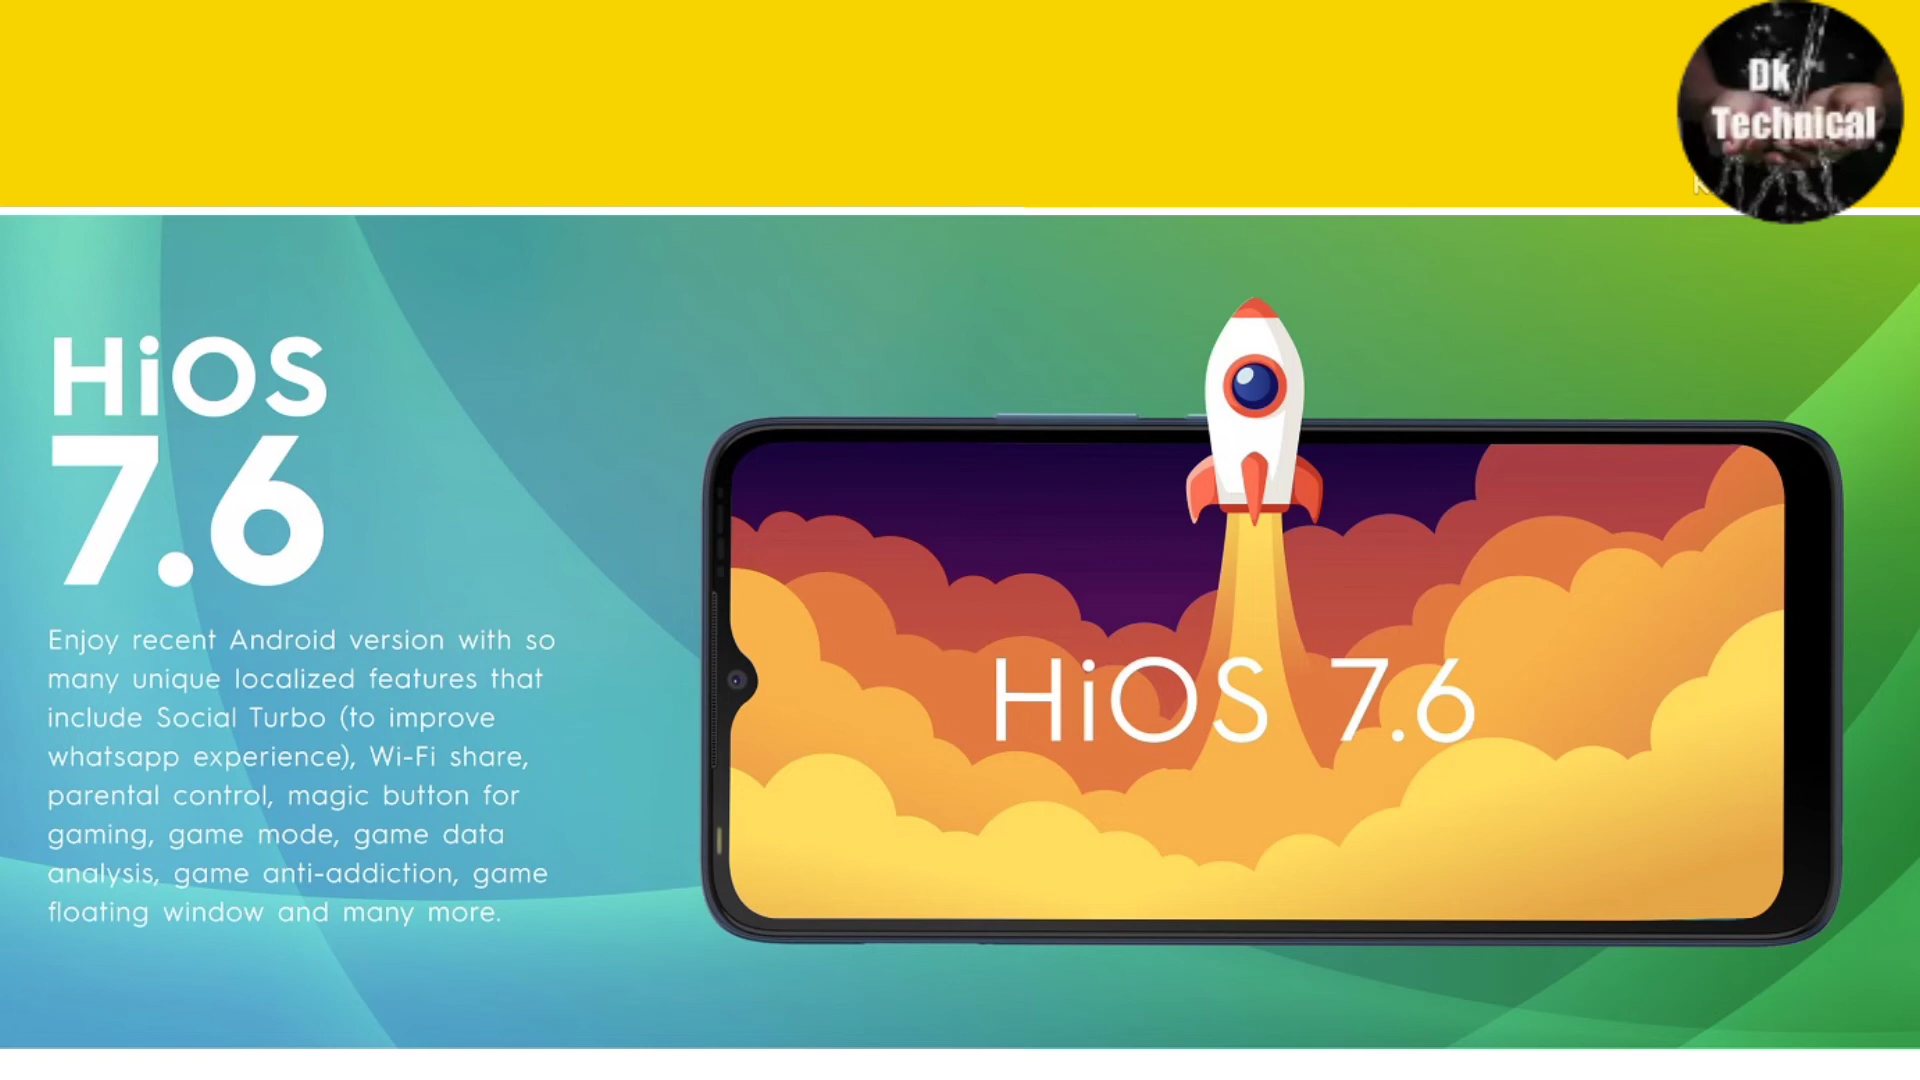 Dk
Technical
HiOS
7.6
Enjoy recent Android version with so
many unique localized features that
include Social Turbo (to improve
whatsapp experience), Wi-Fi share,
parental control, magic button for
gaming, game mode, game data
analysis, game anti-addiction, game
floating window and many more.
HiOS 7.6